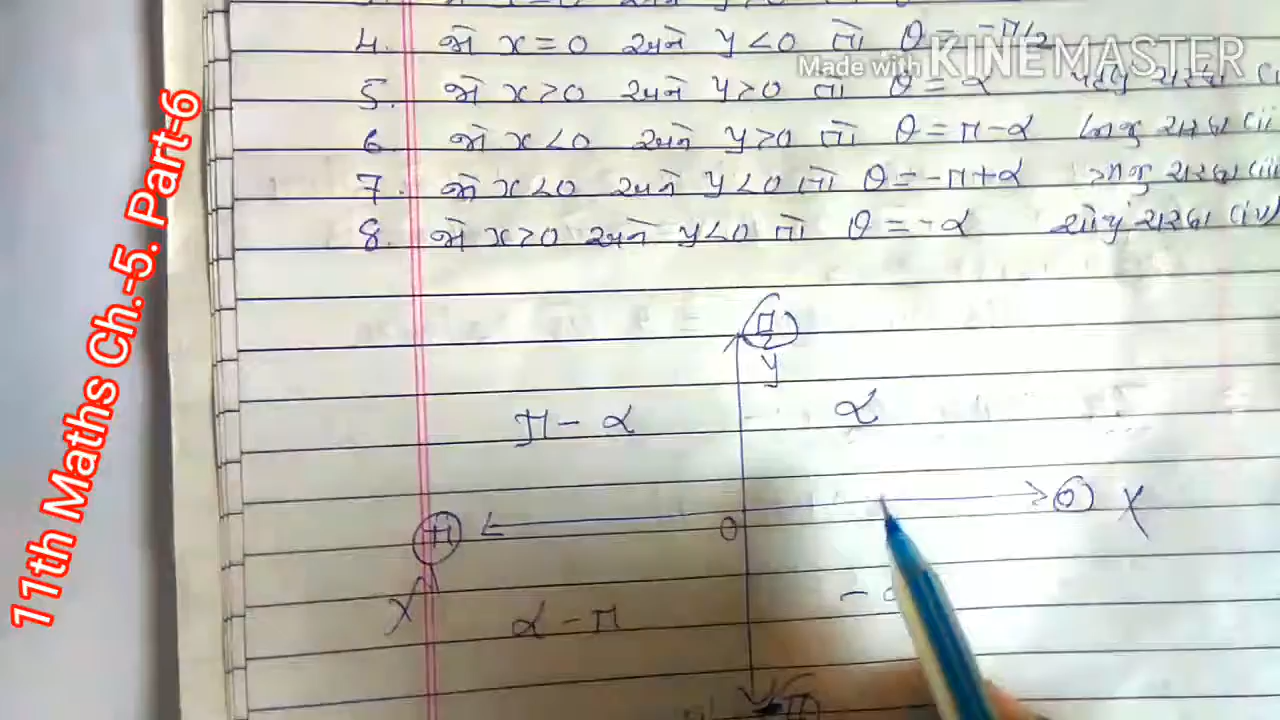 4. જો x = 0 અને y < 0 તો θ = -π/2
Made with KINEMASTER
5. જો x > 0 અને y > 0 તો θ = α
6. જો x < 0 અને y > 0 તો θ = π - α
7. જો x < 0 અને y < 0 તો θ = -π + α
8. જો x > 0 અને y < 0 તો θ = -α
11th Maths Ch.-5. Part-6
π/2
y
π - α
α
π
0
0
X
X'
α - π